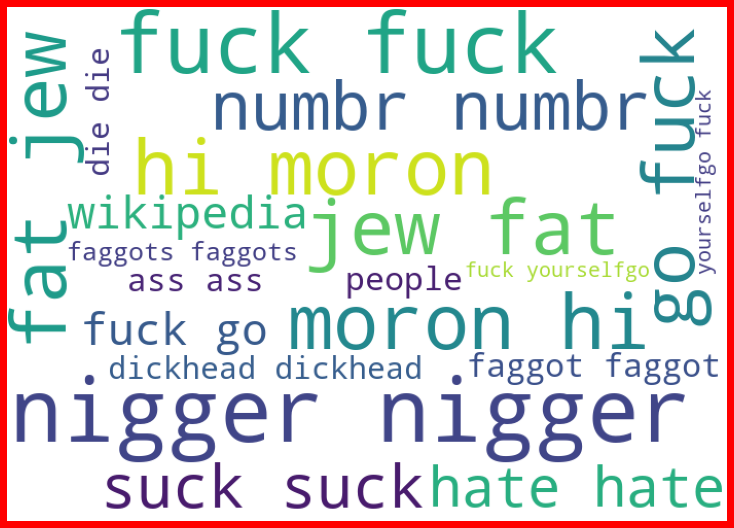 fuck fuck
fat jew
die die
go fuck
numbr numbr
yourselfgo fuck
hi moron
wikipedia
jew fat
faggots faggots
ass ass
people
fuck yourselfgo
fuck go
moron hi
dickhead dickhead
faggot faggot
nigger nigger
suck suck
hate hate